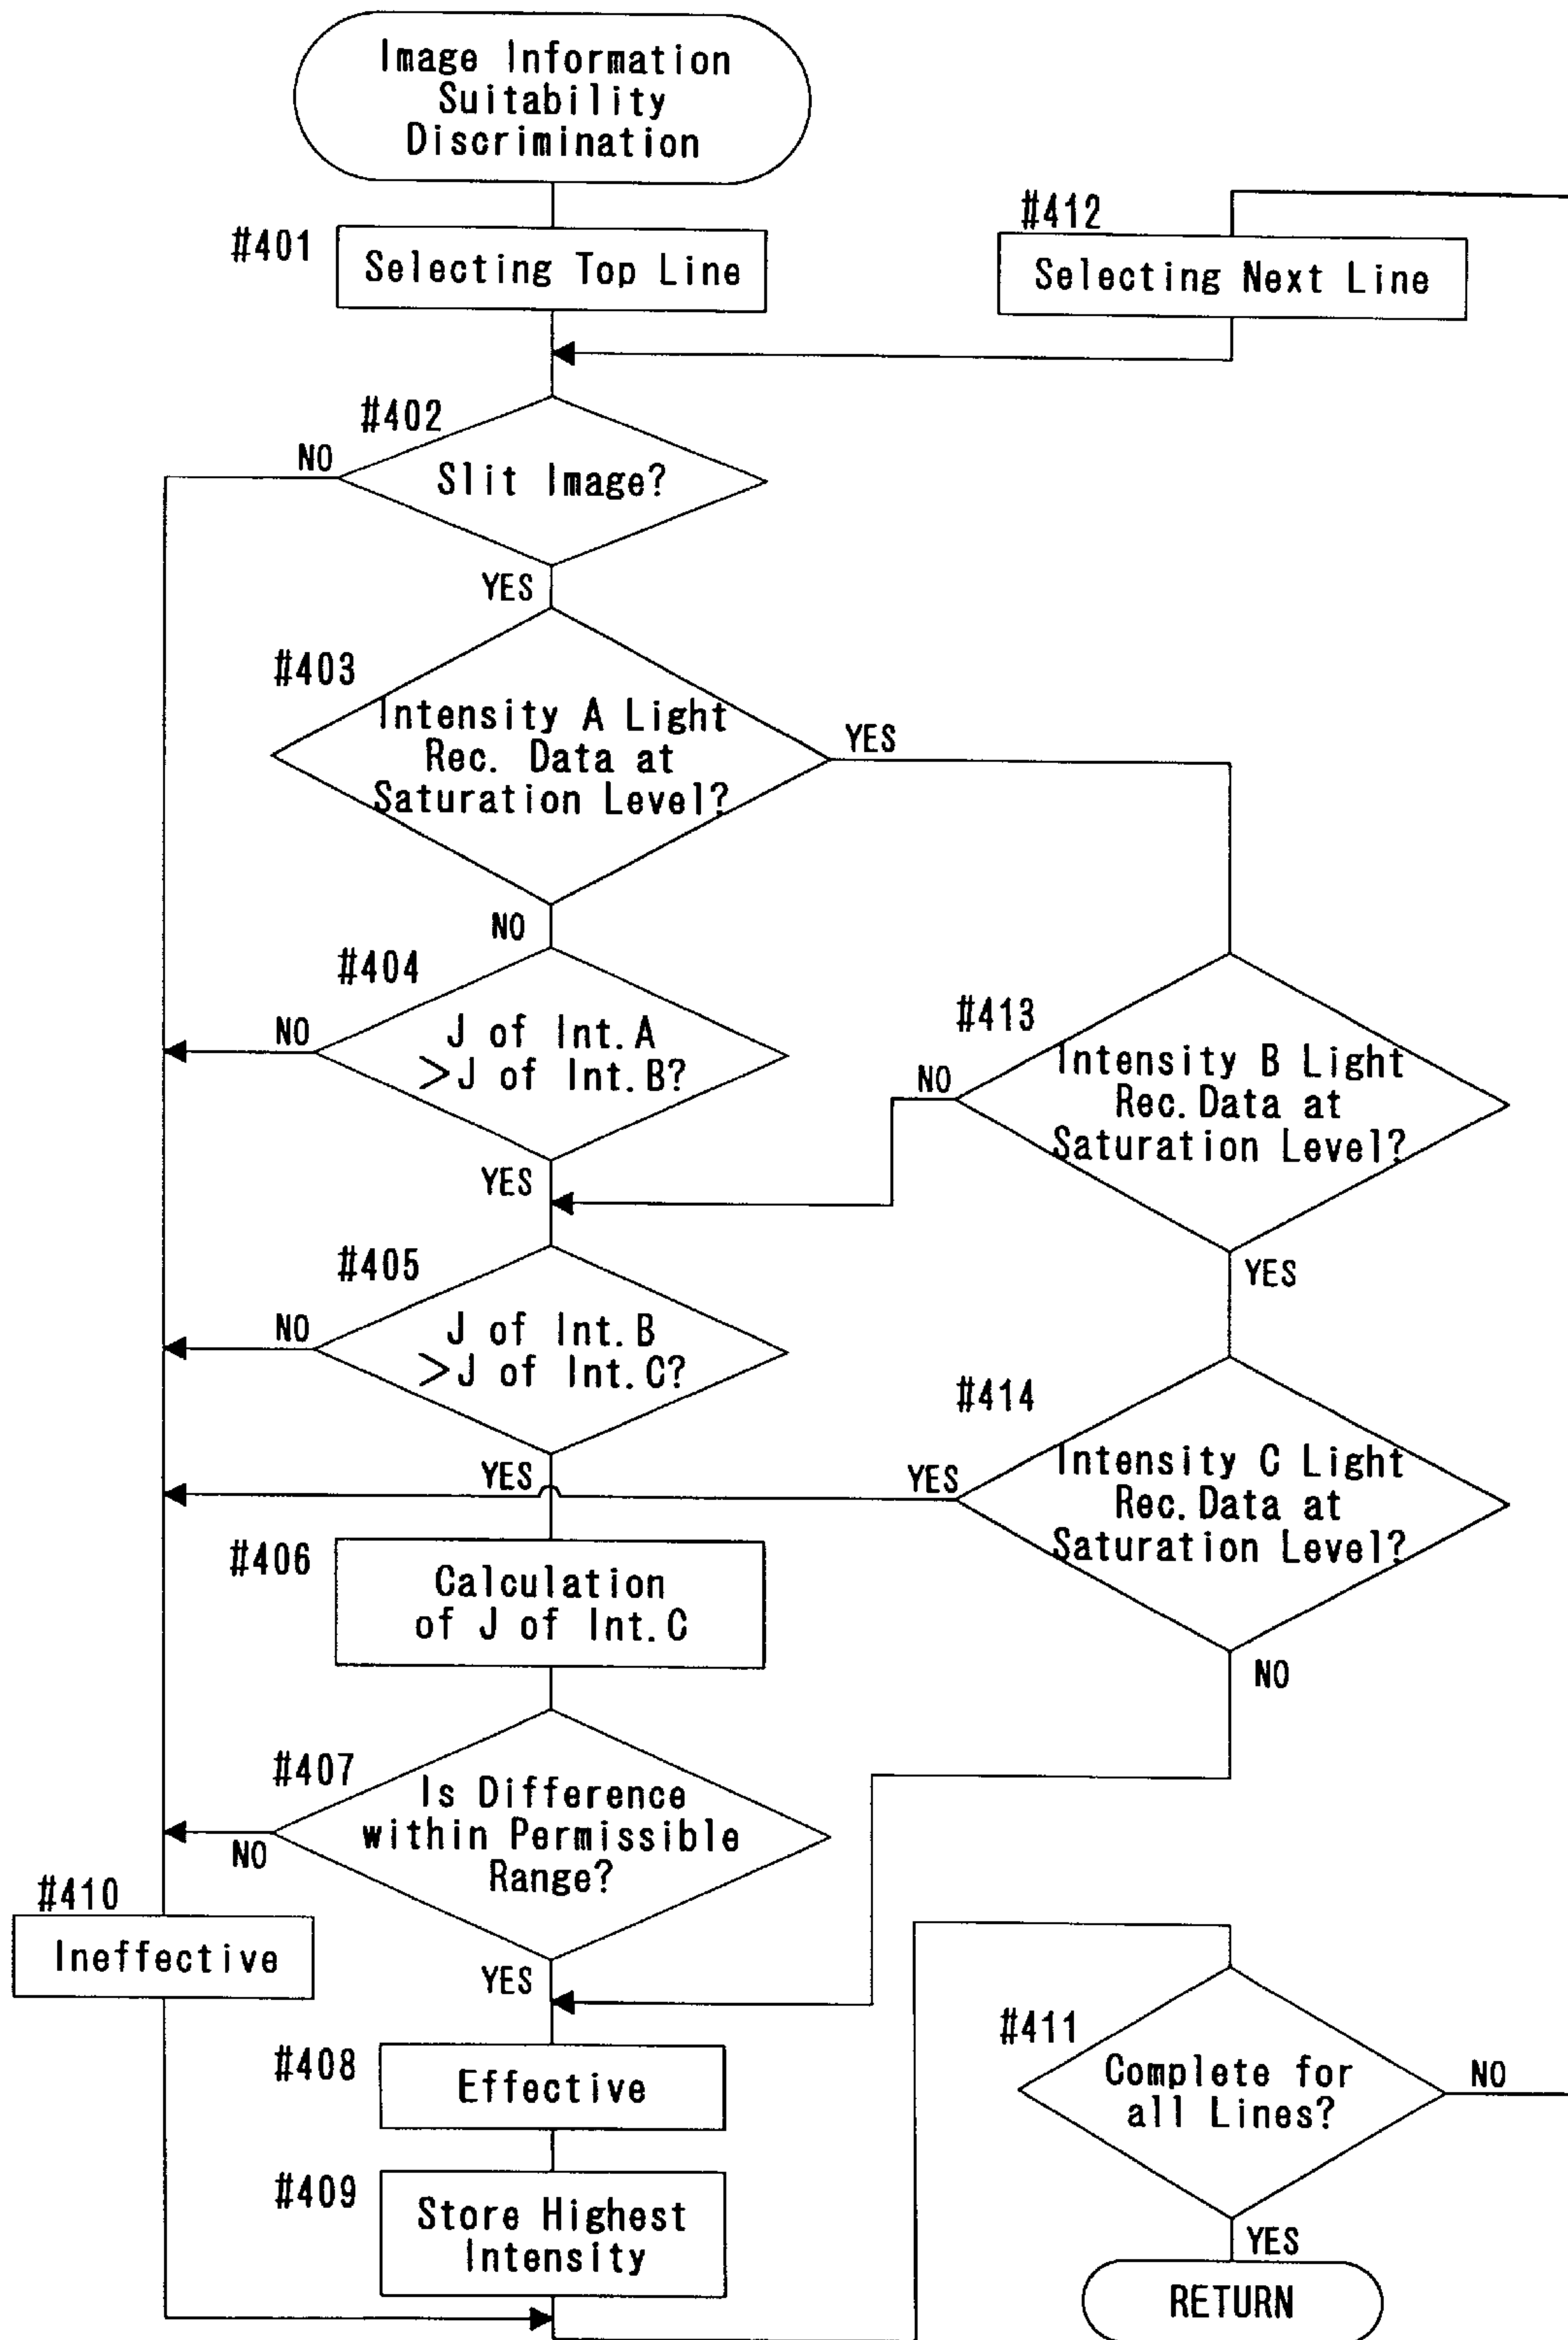 Image Information
Suitability
Discrimination
#401
Selecting Top Line
#412
Selecting Next Line
#402
NO
Slit Image?
YES
#403
Intensity A Light
Rec. Data at
Saturation Level?
YES
NO
#404
NO
J of Int.A
>J of Int.B?
YES
#413
NO
Intensity B Light
Rec.Data at
Saturation Level?
YES
#405
NO
J of Int.B
>J of Int.C?
YES
#414
YES
Intensity C Light
Rec.Data at
Saturation Level?
NO
#406
Calculation
of J of Int.C
#407
NO
Is Difference
within Permissible
Range?
YES
#410
Ineffective
#408
Effective
#409
Store Highest
Intensity
#411
Complete for
all Lines?
NO
YES
RETURN